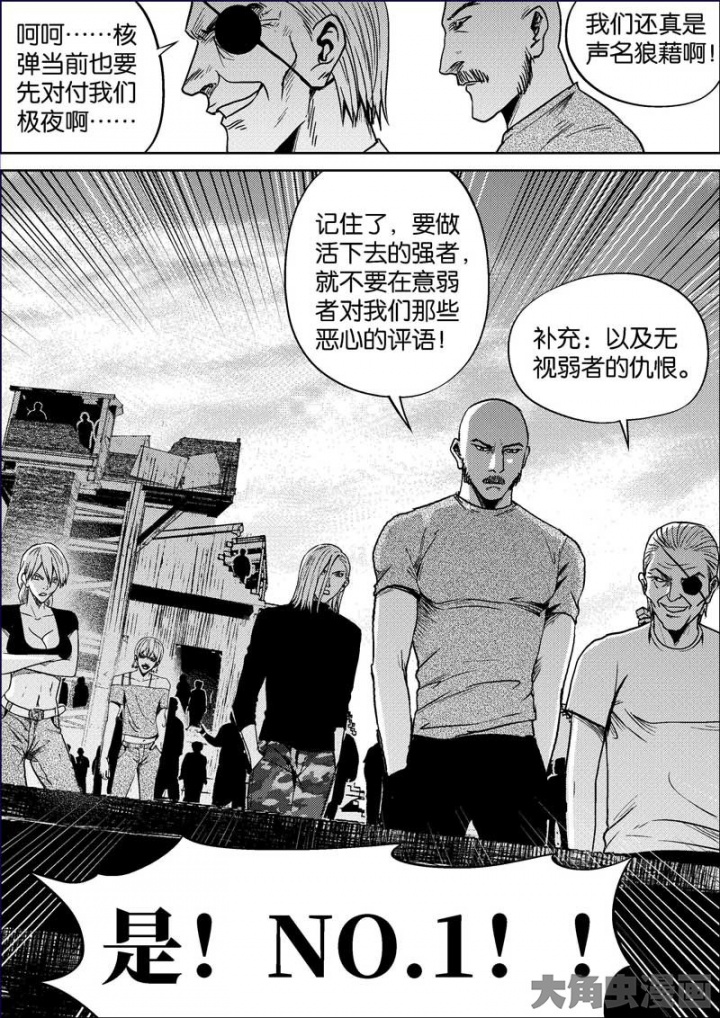 呵呵……核
弹当前也要
先对付我们
极夜啊……
我们还真是
声名狼藉啊！
记住了，要做
活下去的强者，
就不要在意弱
者对我们那些
恶心的评语！
补充：以及无
视弱者的仇恨。
是！NO.1！！
大角虫漫画